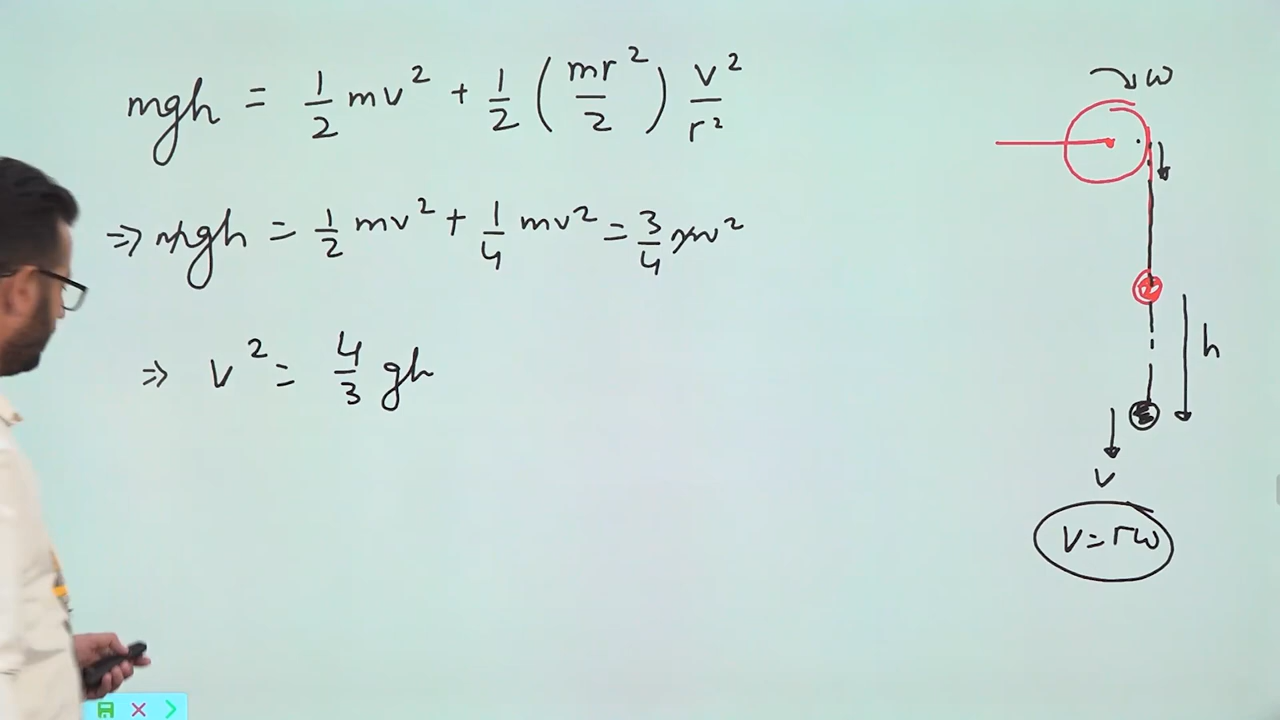 mgh = 1/2 mv² + 1/2 (mr²/2) v²/r²
⇒ mgh = 1/2 mv² + 1/4 mv² = 3/4 mv²
⇒ v² = 4/3 gh
ω
h
v
v=rω